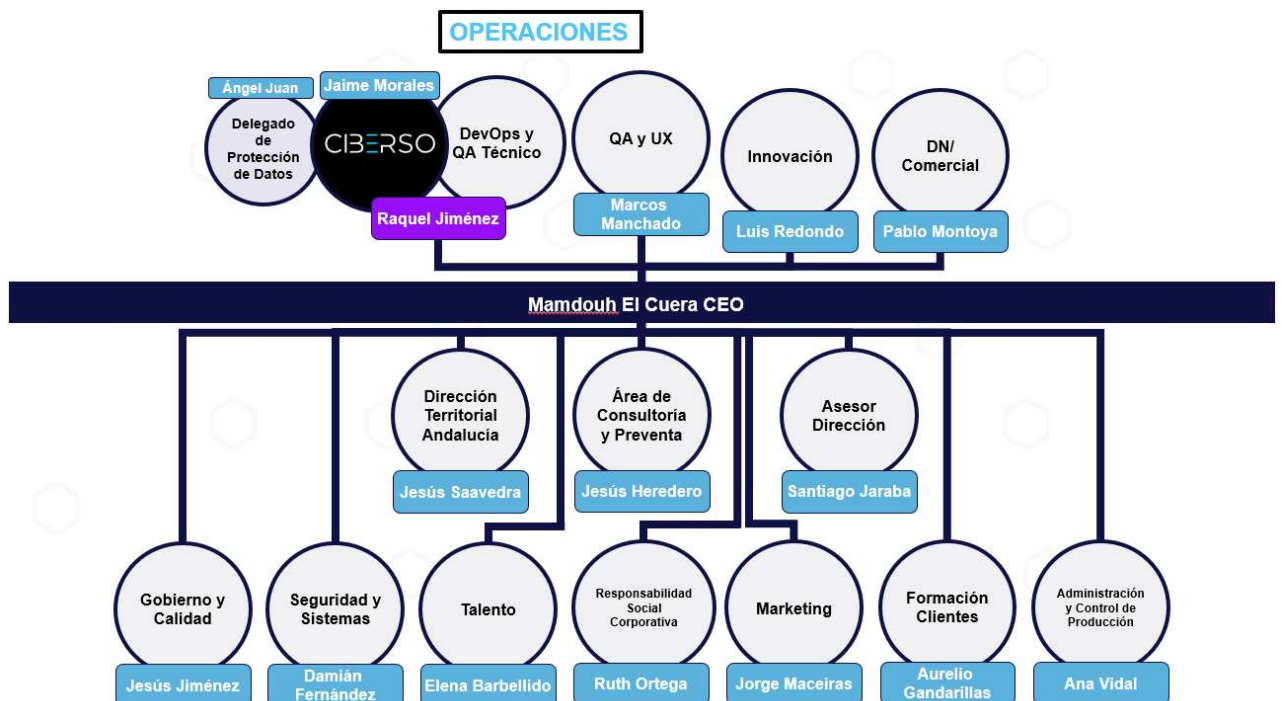 OPERACIONES
Ángel Juan
Delegado
de
Protección
de Datos
Jaime Morales
CIBERSO
DevOps y
QA Técnico
Raquel Jiménez
QA y UX
Marcos
Manchado
Innovación
Luis Redondo
DN/
Comercial
Pablo Montoya
Mamdouh El Cuera CEO
Dirección
Territorial
Andalucía
Jesús Saavedra
Área de
Consultoría
y Preventa
Jesús Heredero
Asesor
Dirección
Santiago Jaraba
Gobierno y
Calidad
Jesús Jiménez
Seguridad y
Sistemas
Damián
Fernández
Talento
Elena Barbellido
Responsabilidad
Social
Corporativa
Ruth Ortega
Marketing
Jorge Maceiras
Formación
Clientes
Aurelio
Gandarillas
Administración
y Control de
Producción
Ana Vidal